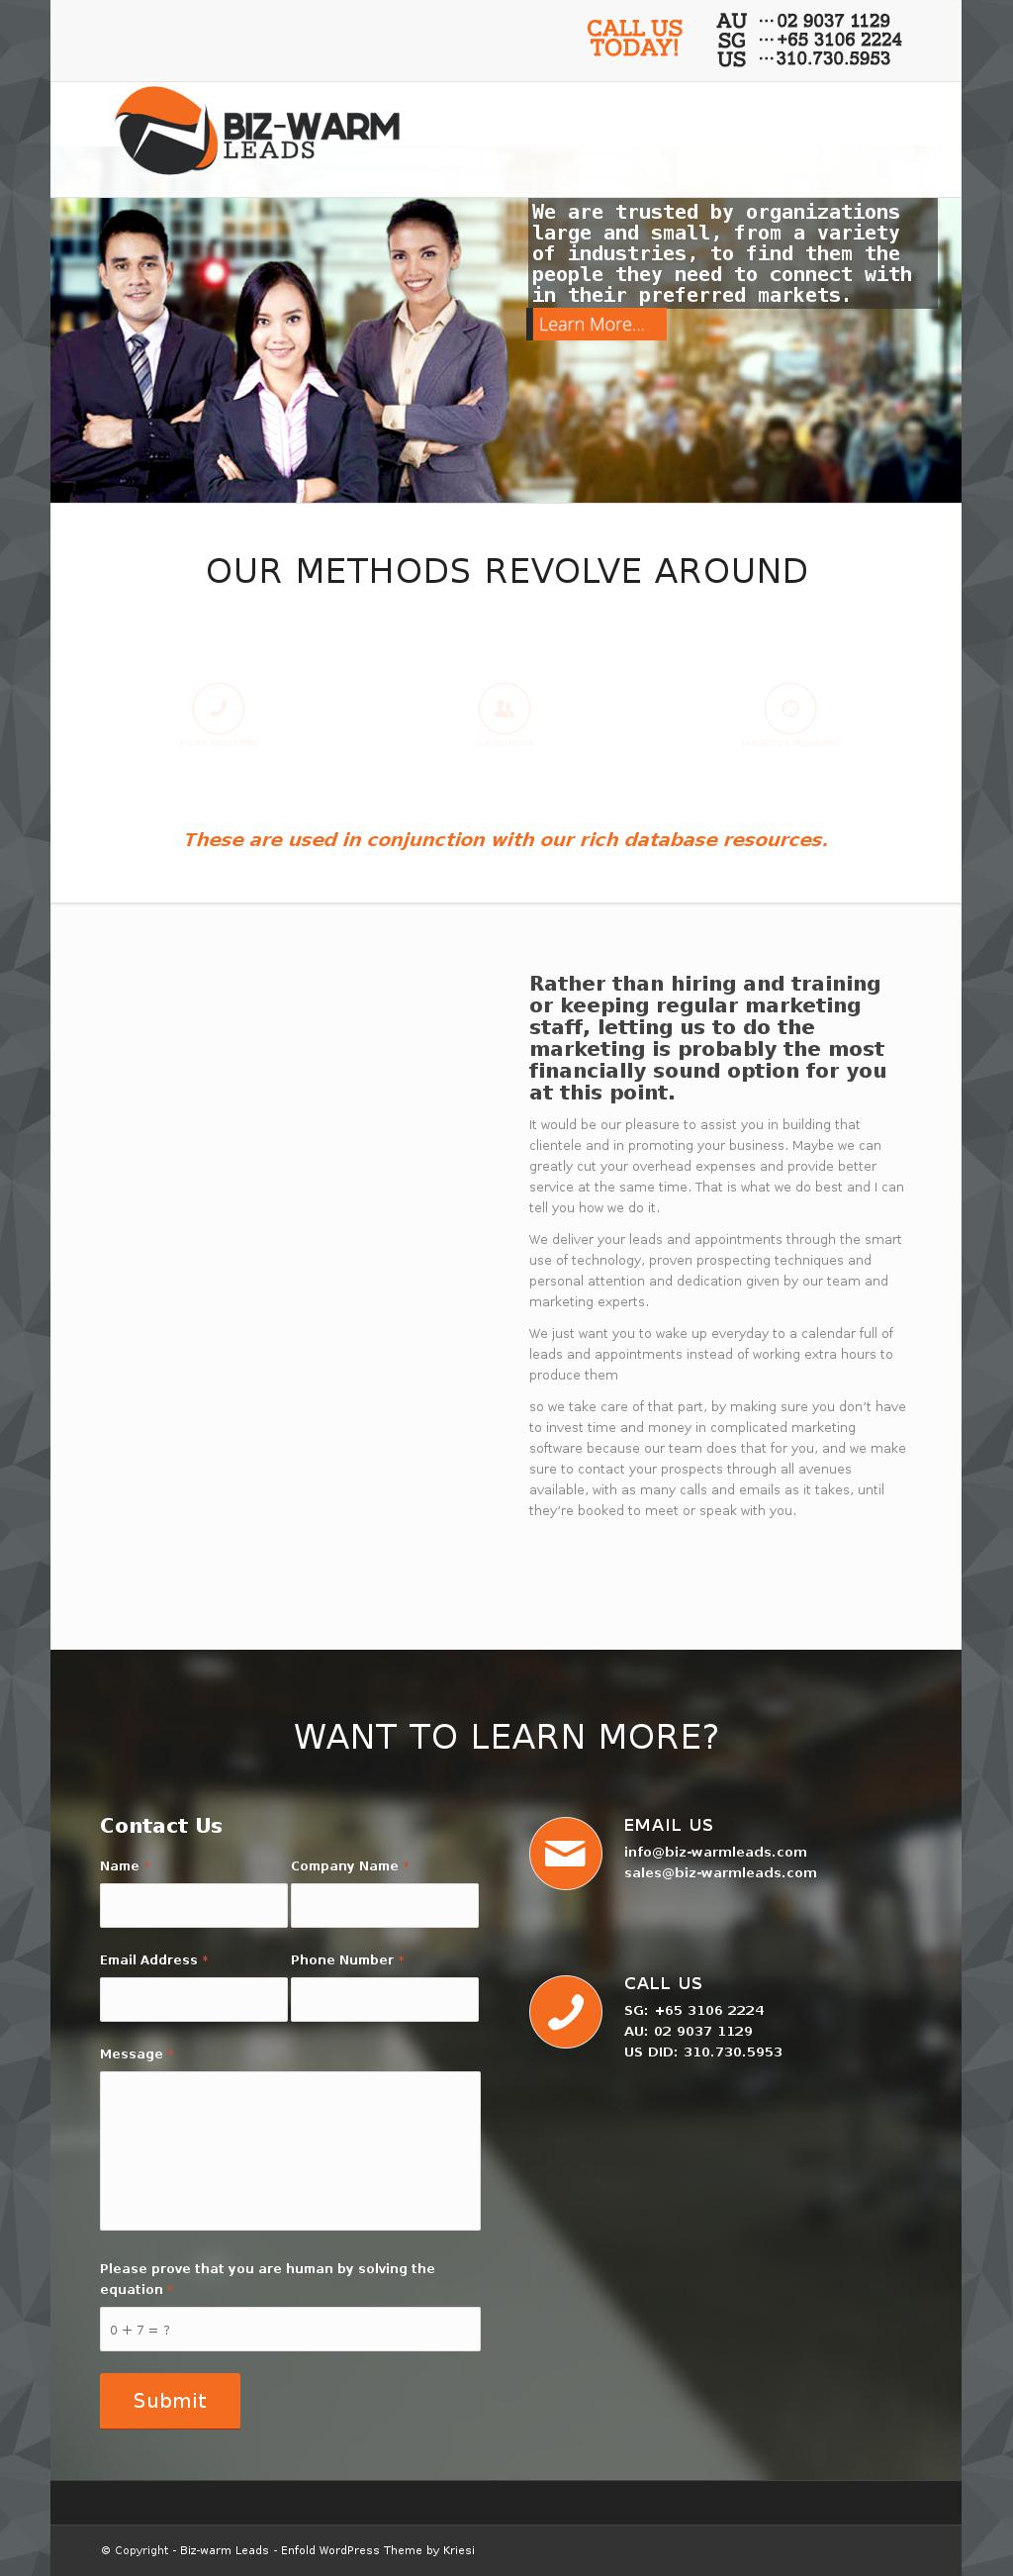 CALL US
TODAY!
AU ··· 02 9037 1129
SG ··· +65 3106 2224
US ··· 310.730.5953
BIZ-WARM
LEADS
We are trusted by organizations
large and small, from a variety
of industries, to find them the
people they need to connect with
in their preferred markets.
Learn More...
OUR METHODS REVOLVE AROUND
These are used in conjunction with our rich database resources.
Rather than hiring and training
or keeping regular marketing
staff, letting us to do the
marketing is probably the most
financially sound option for you
at this point.
It would be our pleasure to assist you in building that
clientele and in promoting your business. Maybe we can
greatly cut your overhead expenses and provide better
service at the same time. That is what we do best and I can
tell you how we do it.
We deliver your leads and appointments through the smart
use of technology, proven prospecting techniques and
personal attention and dedication given by our team and
marketing experts.
We just want you to wake up everyday to a calendar full of
leads and appointments instead of working extra hours to
produce them
so we take care of that part, by making sure you don’t have
to invest time and money in complicated marketing
software because our team does that for you, and we make
sure to contact your prospects through all avenues
available, with as many calls and emails as it takes, until
they’re booked to meet or speak with you.
WANT TO LEARN MORE?
Contact Us
Name *
Company Name *
Email Address *
Phone Number *
Message *
Please prove that you are human by solving the
equation *
0 + 7 = ?
Submit
EMAIL US
info@biz-warmleads.com
sales@biz-warmleads.com
CALL US
SG: +65 3106 2224
AU: 02 9037 1129
US DID: 310.730.5953
© Copyright - Biz-warm Leads - Enfold WordPress Theme by Kriesi